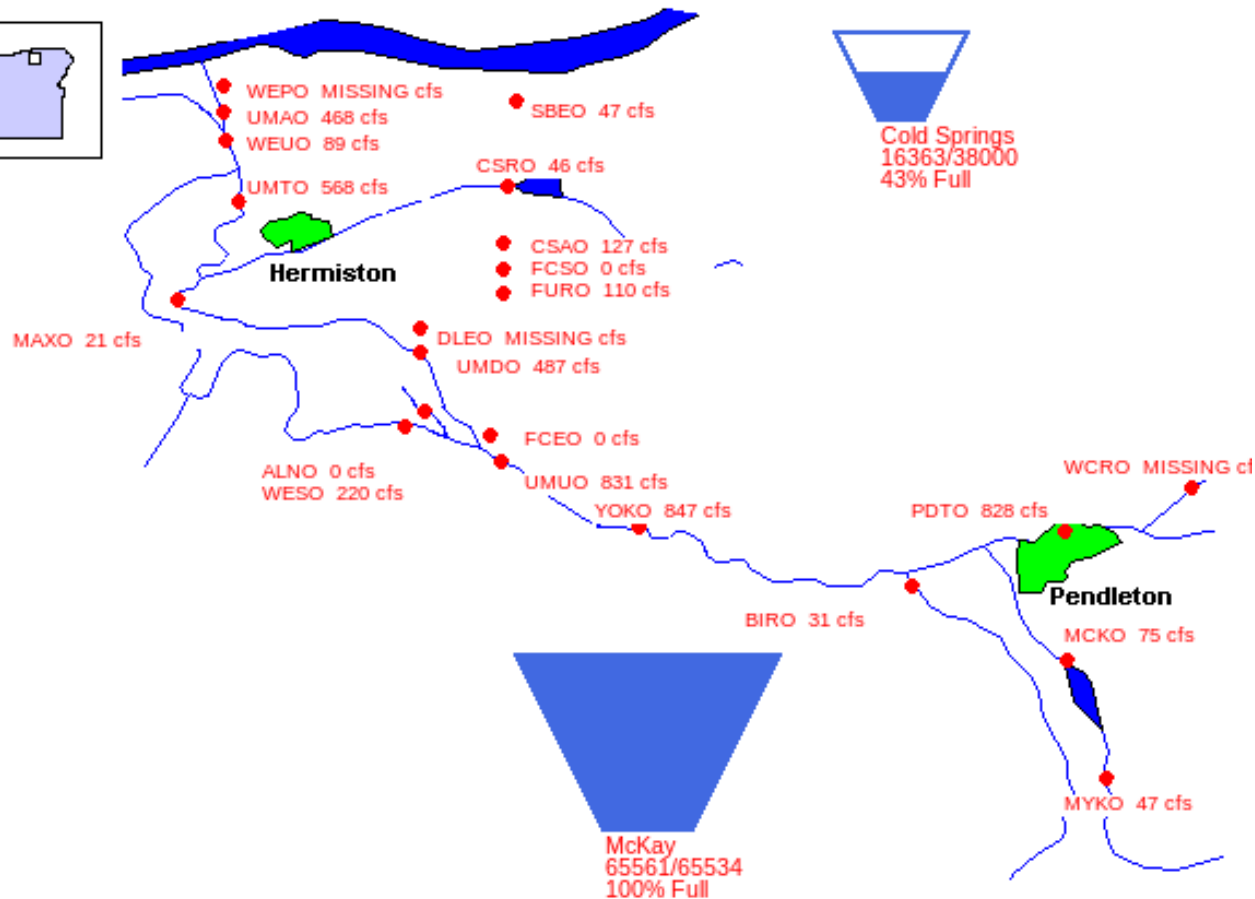 WEPO MISSING cfs
UMAO 468 cfs
SBEO 47 cfs
WEUO 89 cfs
Cold Springs
16363/38000
43% Full
CSRO 46 cfs
UMTO 568 cfs
CSAO 127 cfs
FCSO 0 cfs
FURO 110 cfs
Hermiston
MAXO 21 cfs
DLEO MISSING cfs
UMDO 487 cfs
FCEO 0 cfs
ALNO 0 cfs
WESO 220 cfs
UMUO 831 cfs
WCRO MISSING cf
YOKO 847 cfs
PDTO 828 cfs
Pendleton
BIRO 31 cfs
MCKO 75 cfs
MYKO 47 cfs
McKay
65561/65534
100% Full